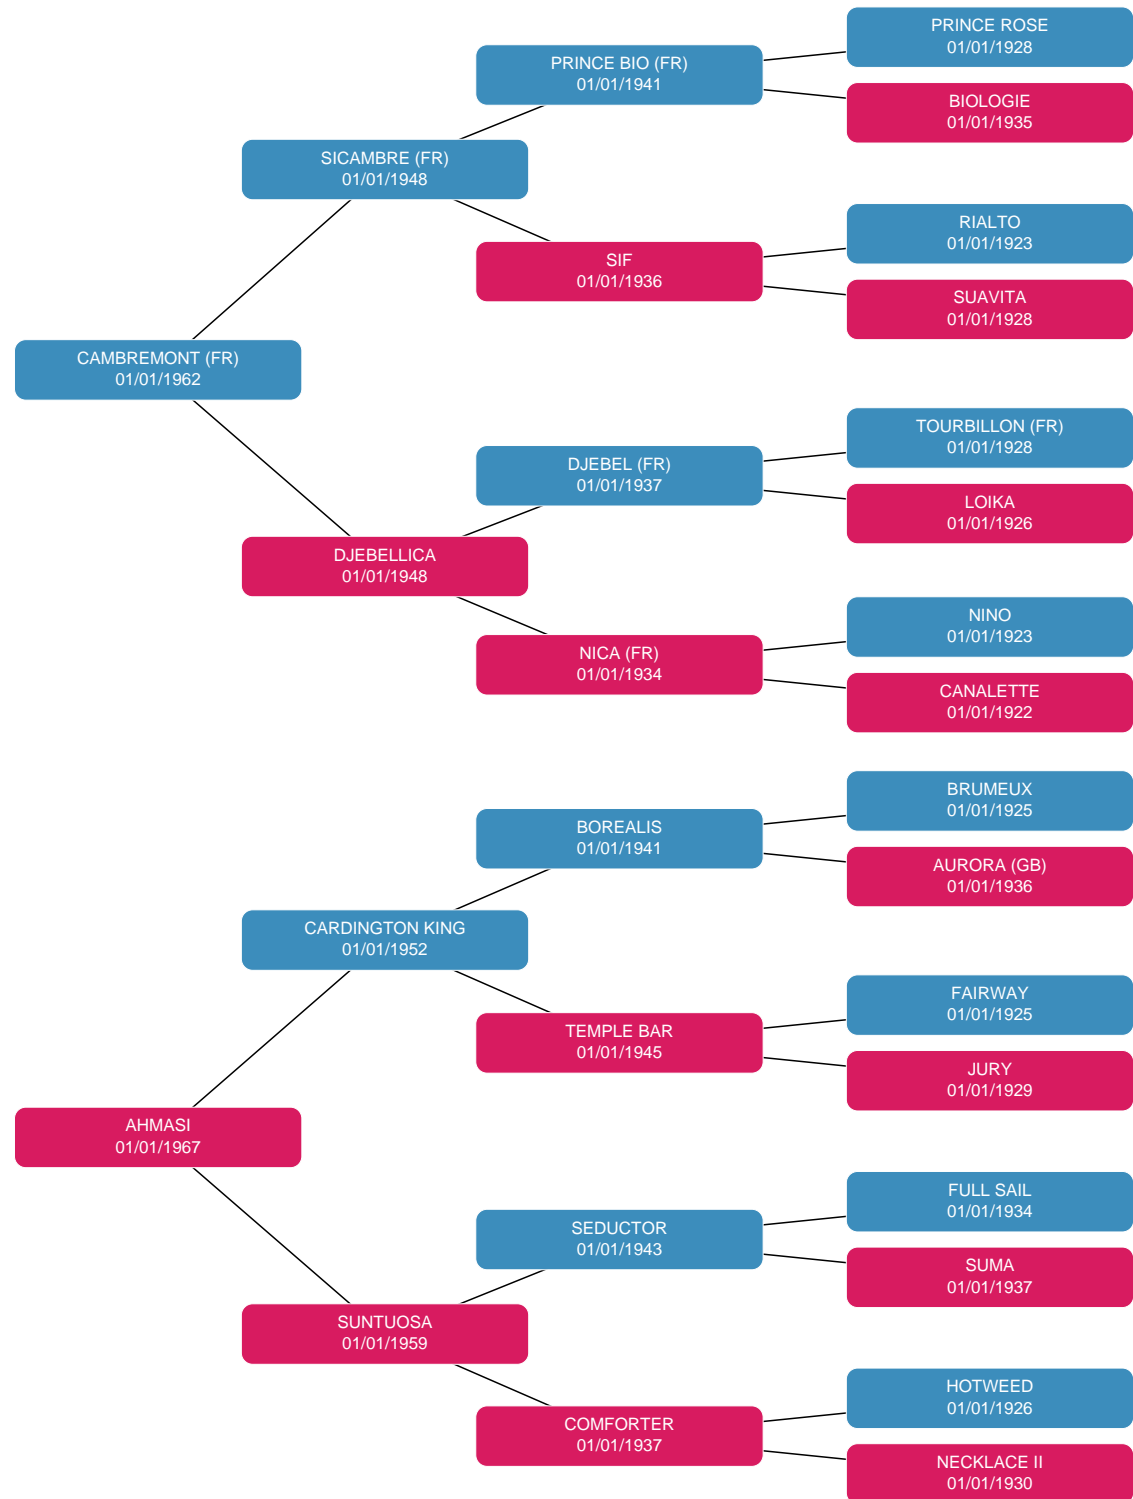 PRINCE ROSE
01/01/1928
PRINCE BIO (FR)
01/01/1941
BIOLOGIE
01/01/1935
SICAMBRE (FR)
01/01/1948
RIALTO
01/01/1923
SIF
01/01/1936
SUAVITA
01/01/1928
CAMBREMONT (FR)
01/01/1962
TOURBILLON (FR)
01/01/1928
DJEBEL (FR)
01/01/1937
LOIKA
01/01/1926
DJEBELLICA
01/01/1948
NINO
01/01/1923
NICA (FR)
01/01/1934
CANALETTE
01/01/1922
BRUMEUX
01/01/1925
BOREALIS
01/01/1941
AURORA (GB)
01/01/1936
CARDINGTON KING
01/01/1952
FAIRWAY
01/01/1925
TEMPLE BAR
01/01/1945
JURY
01/01/1929
AHMASI
01/01/1967
FULL SAIL
01/01/1934
SEDUCTOR
01/01/1943
SUMA
01/01/1937
SUNTUOSA
01/01/1959
HOTWEED
01/01/1926
COMFORTER
01/01/1937
NECKLACE II
01/01/1930